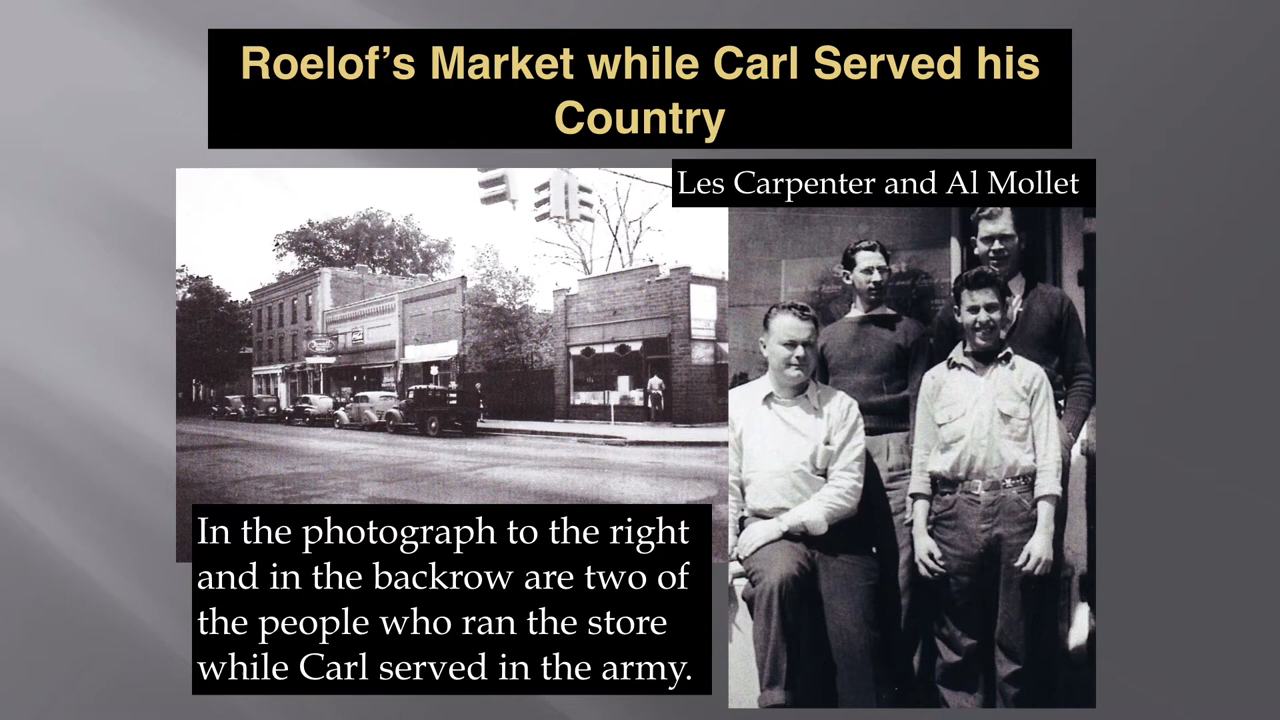 Roelof’s Market while Carl Served his
Country
Les Carpenter and Al Mollet
In the photograph to the right
and in the backrow are two of
the people who ran the store
while Carl served in the army.